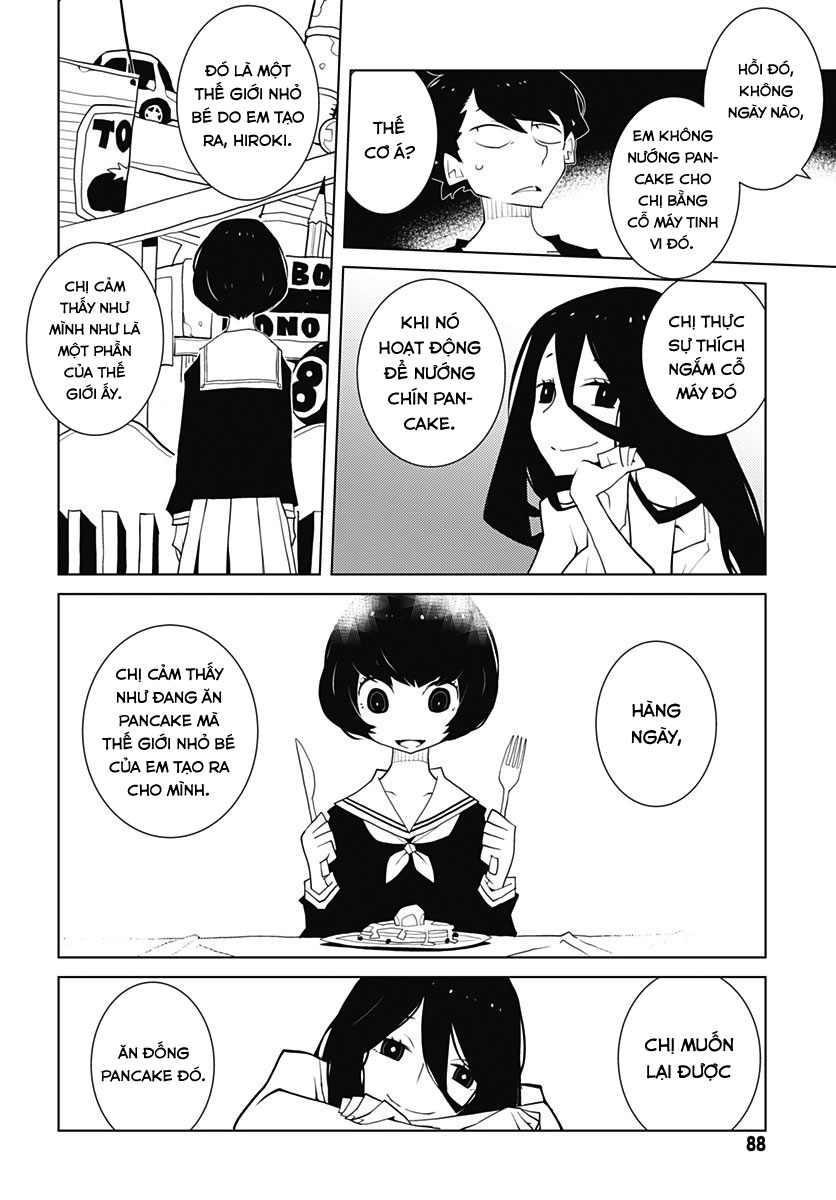 HỒI ĐÓ,
KHÔNG
NGÀY NÀO,
EM KHÔNG
NƯỚNG PAN-
CAKE CHO
CHỊ BẰNG
CỖ MÁY TINH
VI ĐÓ.
THẾ
CƠ Á?
CHỊ THỰC
SỰ THÍCH
NGẮM CỖ
MÁY ĐÓ
KHI NÓ
HOẠT ĐỘNG
ĐỂ NƯỚNG
CHÍN PAN-
CAKE.
ĐÓ LÀ MỘT
THẾ GIỚI NHỎ
BÉ DO EM TẠO
RA, HIROKI.
TO
BO
MONO
8
CHỊ CẢM
THẤY NHƯ
MÌNH NHƯ LÀ
MỘT PHẦN
CỦA THẾ
GIỚI ẤY.
HÀNG
NGÀY,
CHỊ CẢM THẤY
NHƯ ĐANG ĂN
PANCAKE MÀ
THẾ GIỚI NHỎ BÉ
CỦA EM TẠO RA
CHO MÌNH.
CHỊ MUỐN
LẠI ĐƯỢC
ĂN ĐỐNG
PANCAKE ĐÓ.
88